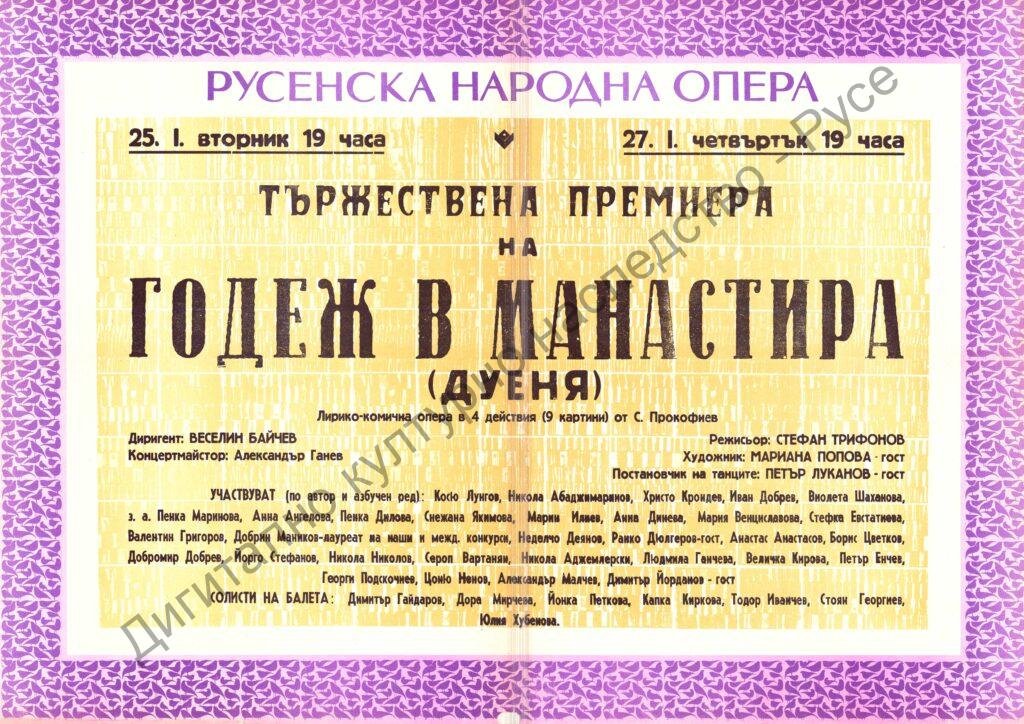 РУСЕНСКА НАРОДНА ОПЕРА
25. I. вторник 19 часа
27. I. четвъртък 19 часа
ТЪРЖЕСТВЕНА ПРЕМИЕРА
НА
ГОДЕЖ В МАНАСТИРА
(ДУЕНЯ)
Лирико-комична опера в 4 действия (9 картини) от С. Прокофиев
Диригент: ВЕСЕЛИН БАЙЧЕВ
Концертмайстор: Александър Ганев
Режисьор: СТЕФАН ТРИФОНОВ
Художник: МАРИАНА ПОПОВА - гост
Постановчик на танците: ПЕТЪР ЛУКАНОВ - гост
УЧАСТВУВАТ (по автор и азбучен ред): Косю Лунгов, Никола Абаджимаринов, Христо Кроидев, Иван Добрев, Виолета Шаханова,
з. а. Пенка Маринова, Анна Ангелова, Пенка Дилова, Снежана Якимова, Марин Илиев, Анна Динева, Мария Венциславова, Стефка Евстатиева,
Валентин Григоров, Добрин Маников-лауреат на наши и межд. конкурси, Неделчо Деянов, Ранко Дюлгеров-гост, Анастас Анастасов, Борис Цветков,
Добромир Добрев, Йорго Стефанов, Никола Николов, Сероп Вартанян, Никола Аджемлерски, Людмила Ганчева, Величка Кирова, Петър Енчев,
Георги Подскочиев, Цоню Ненов, Александър Малчев, Димитър Йорданов - гост
СОЛИСТИ НА БАЛЕТА: Димитър Гайдаров, Дора Мирчева, Йонка Петкова, Капка Киркова, Тодор Иванчев, Стоян Георгиев,
Юлия Хубенова.
Дигитално културно наследство - Русе